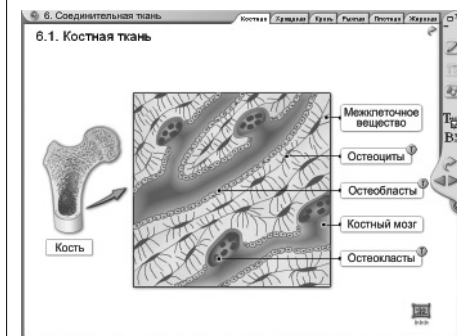 6. Соединительная ткань
Костная Хрящевая Кровь Рыхлая Плотная Жировая
6.1. Костная ткань
Межклеточное
вещество
Остеоциты
Остеобласты
Костный мозг
Остеокласты
Кость